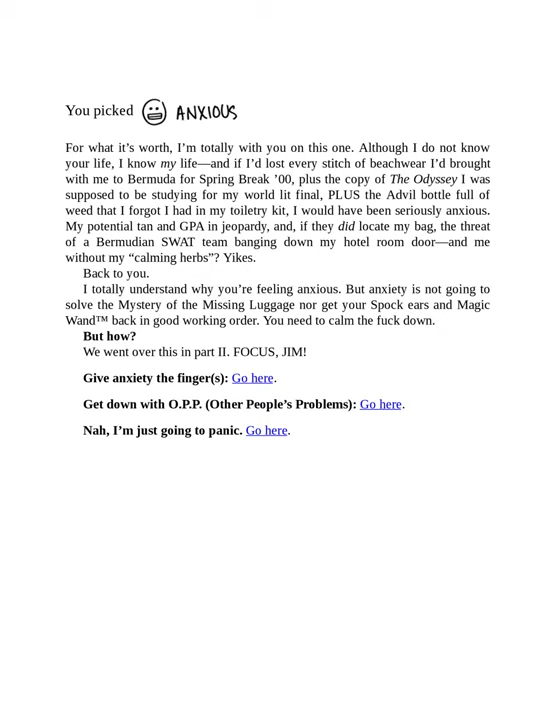 You picked ANXIOUS
For what it's worth, I'm totally with you on this one. Although I do not know
your life, I know my life—and if I'd lost every stitch of beachwear I'd brought
with me to Bermuda for Spring Break '00, plus the copy of The Odyssey I was
supposed to be studying for my world lit final, PLUS the Advil bottle full of
weed that I forgot I had in my toiletry kit, I would have been seriously anxious.
My potential tan and GPA in jeopardy, and, if they did locate my bag, the threat
of a Bermudian SWAT team banging down my hotel room door—and me
without my “calming herbs”? Yikes.
Back to you.
I totally understand why you're feeling anxious. But anxiety is not going to
solve the Mystery of the Missing Luggage nor get your Spock ears and Magic
Wand™ back in good working order. You need to calm the fuck down.
But how?
We went over this in part II. FOCUS, JIM!
Give anxiety the finger(s): Go here.
Get down with O.P.P. (Other People's Problems): Go here.
Nah, I'm just going to panic. Go here.